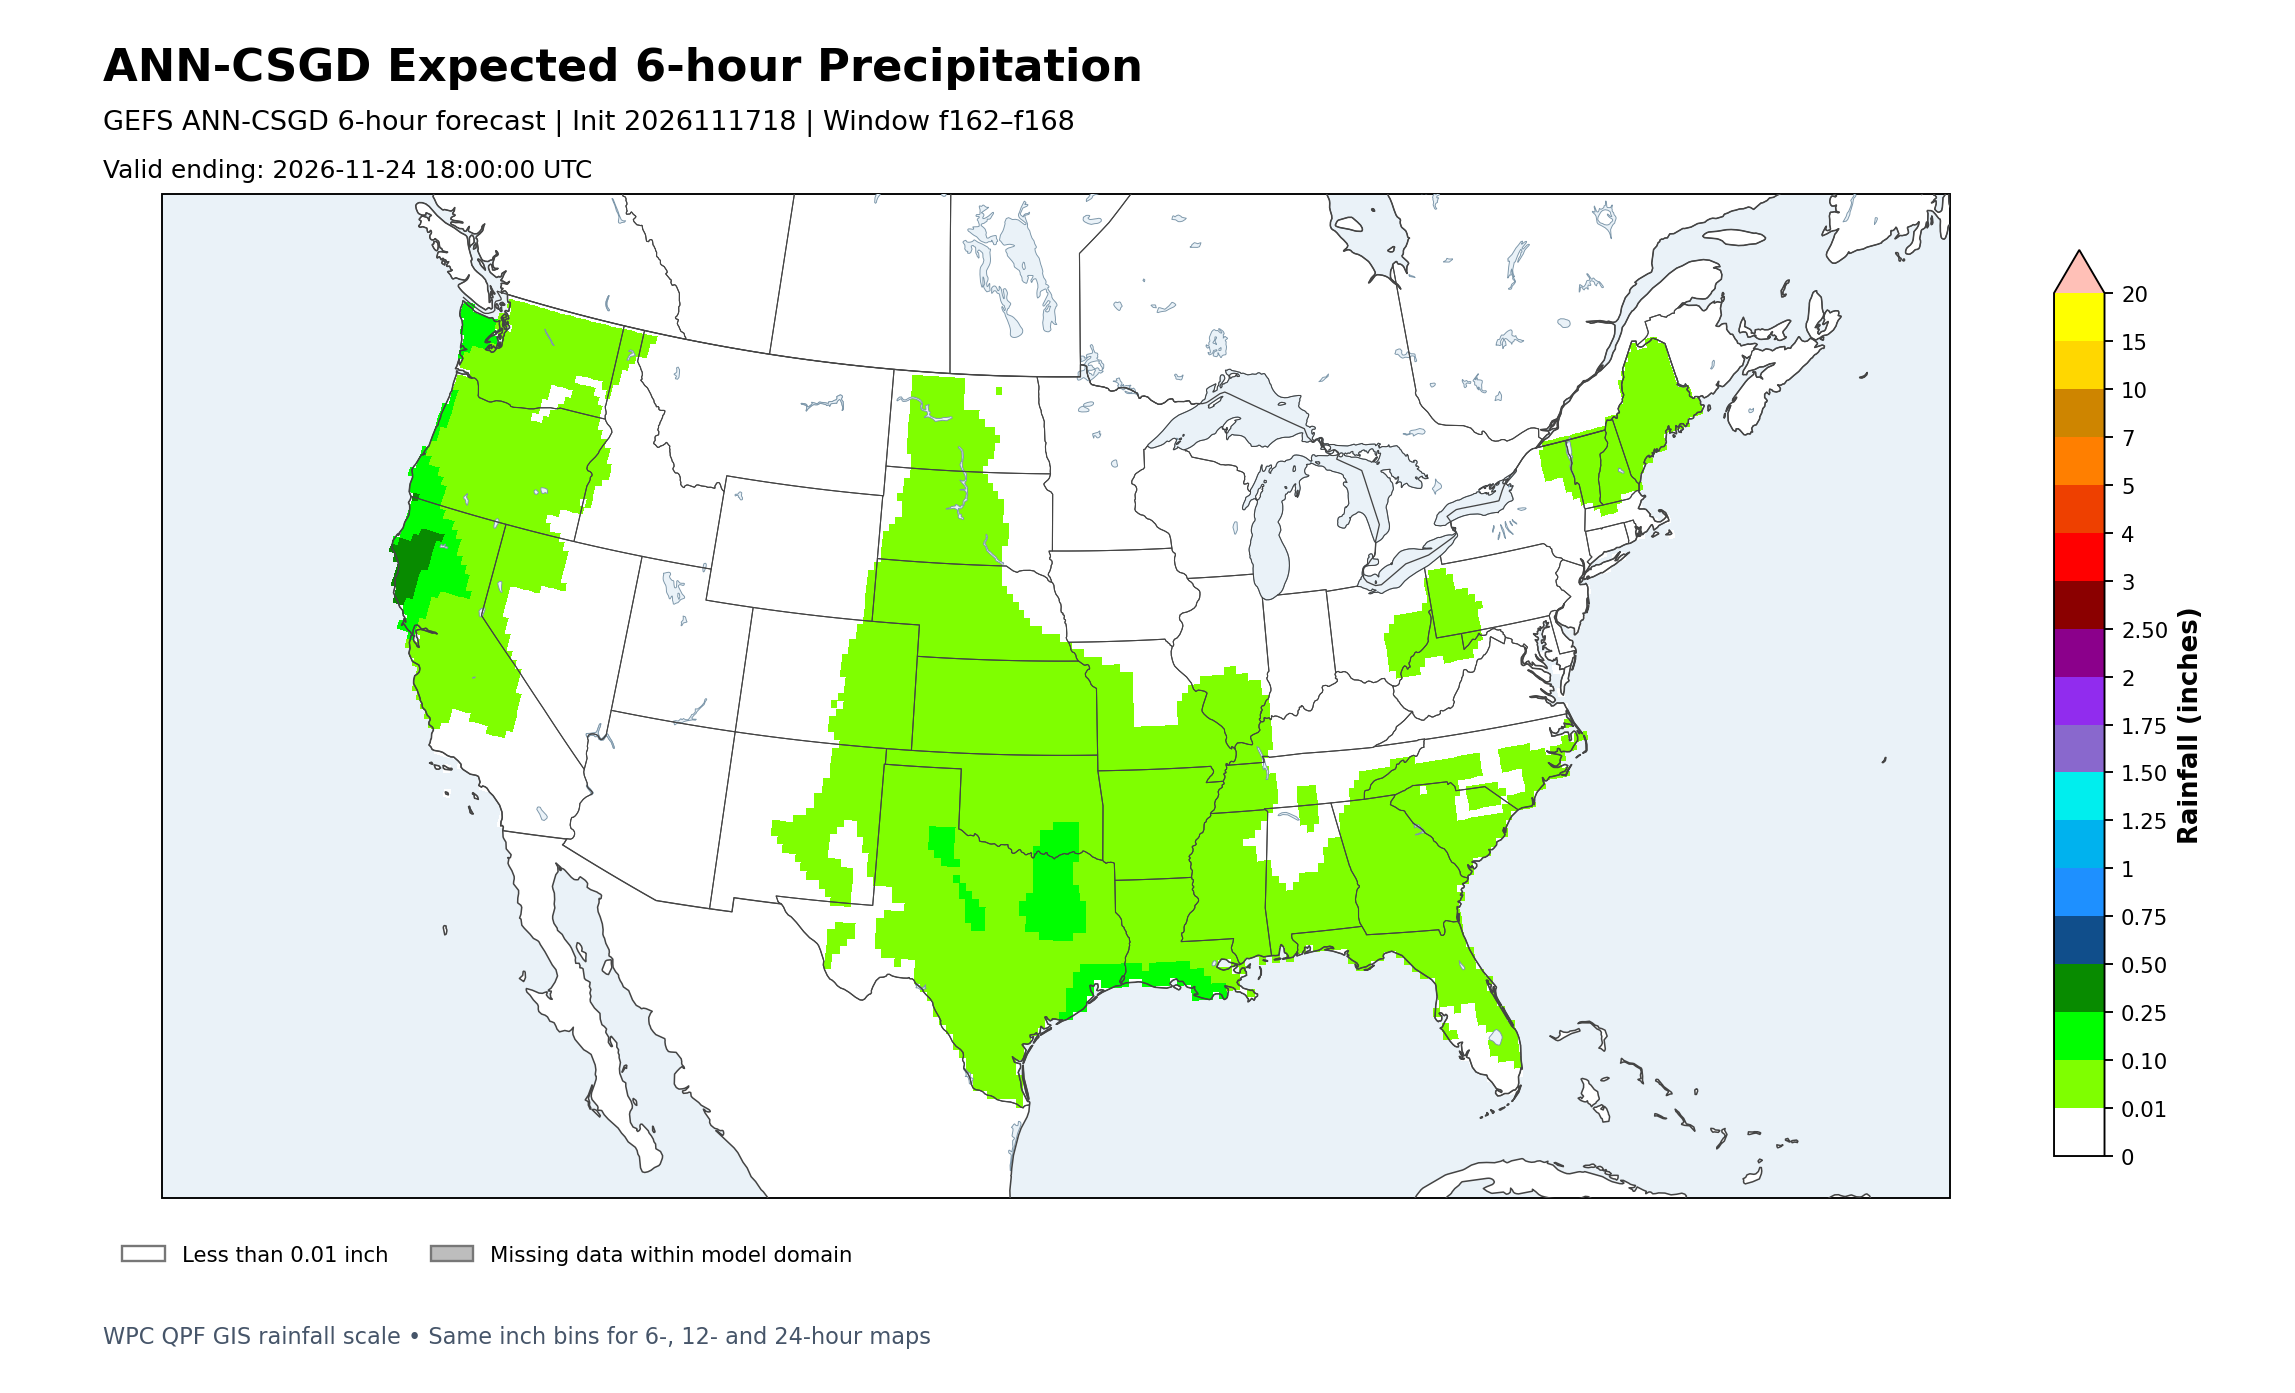 ANN-CSGD Expected 6-hour Precipitation
GEFS ANN-CSGD 6-hour forecast | Init 2026111718 | Window f162–f168
Valid ending: 2026-11-24 18:00:00 UTC
20
15
10
7
5
4
3
2.50
2
1.75
1.50
1.25
1
0.75
0.50
0.25
0.10
0.01
0
Rainfall (inches)
Less than 0.01 inch
Missing data within model domain
WPC QPF GIS rainfall scale • Same inch bins for 6-, 12- and 24-hour maps